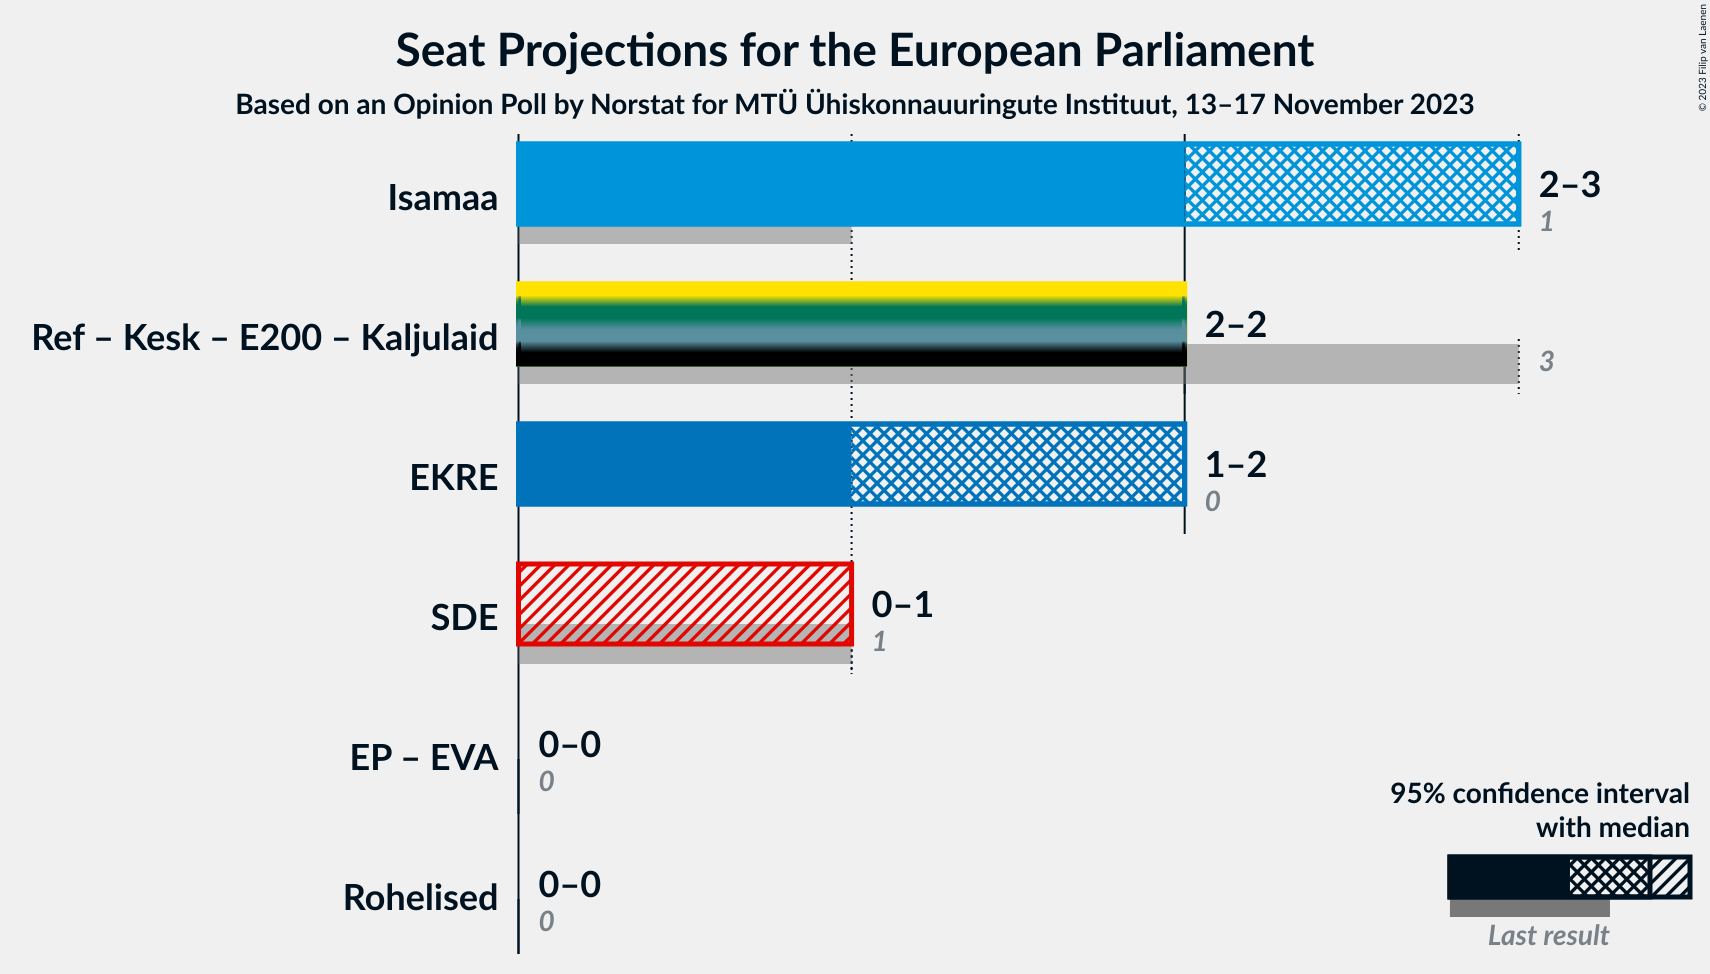 Seat Projections for the European Parliament
Based on an Opinion Poll by Norstat for MTÜ Ühiskonnauuringute Instituut, 13–17 November 2023
© 2023 Filip van Laenen
Isamaa
2–3
1
Ref – Kesk – E200 – Kaljulaid
2–2
3
EKRE
1–2
0
SDE
0–1
1
EP – EVA
0–0
0
Rohelised
0–0
0
95% confidence interval
with median
Last result